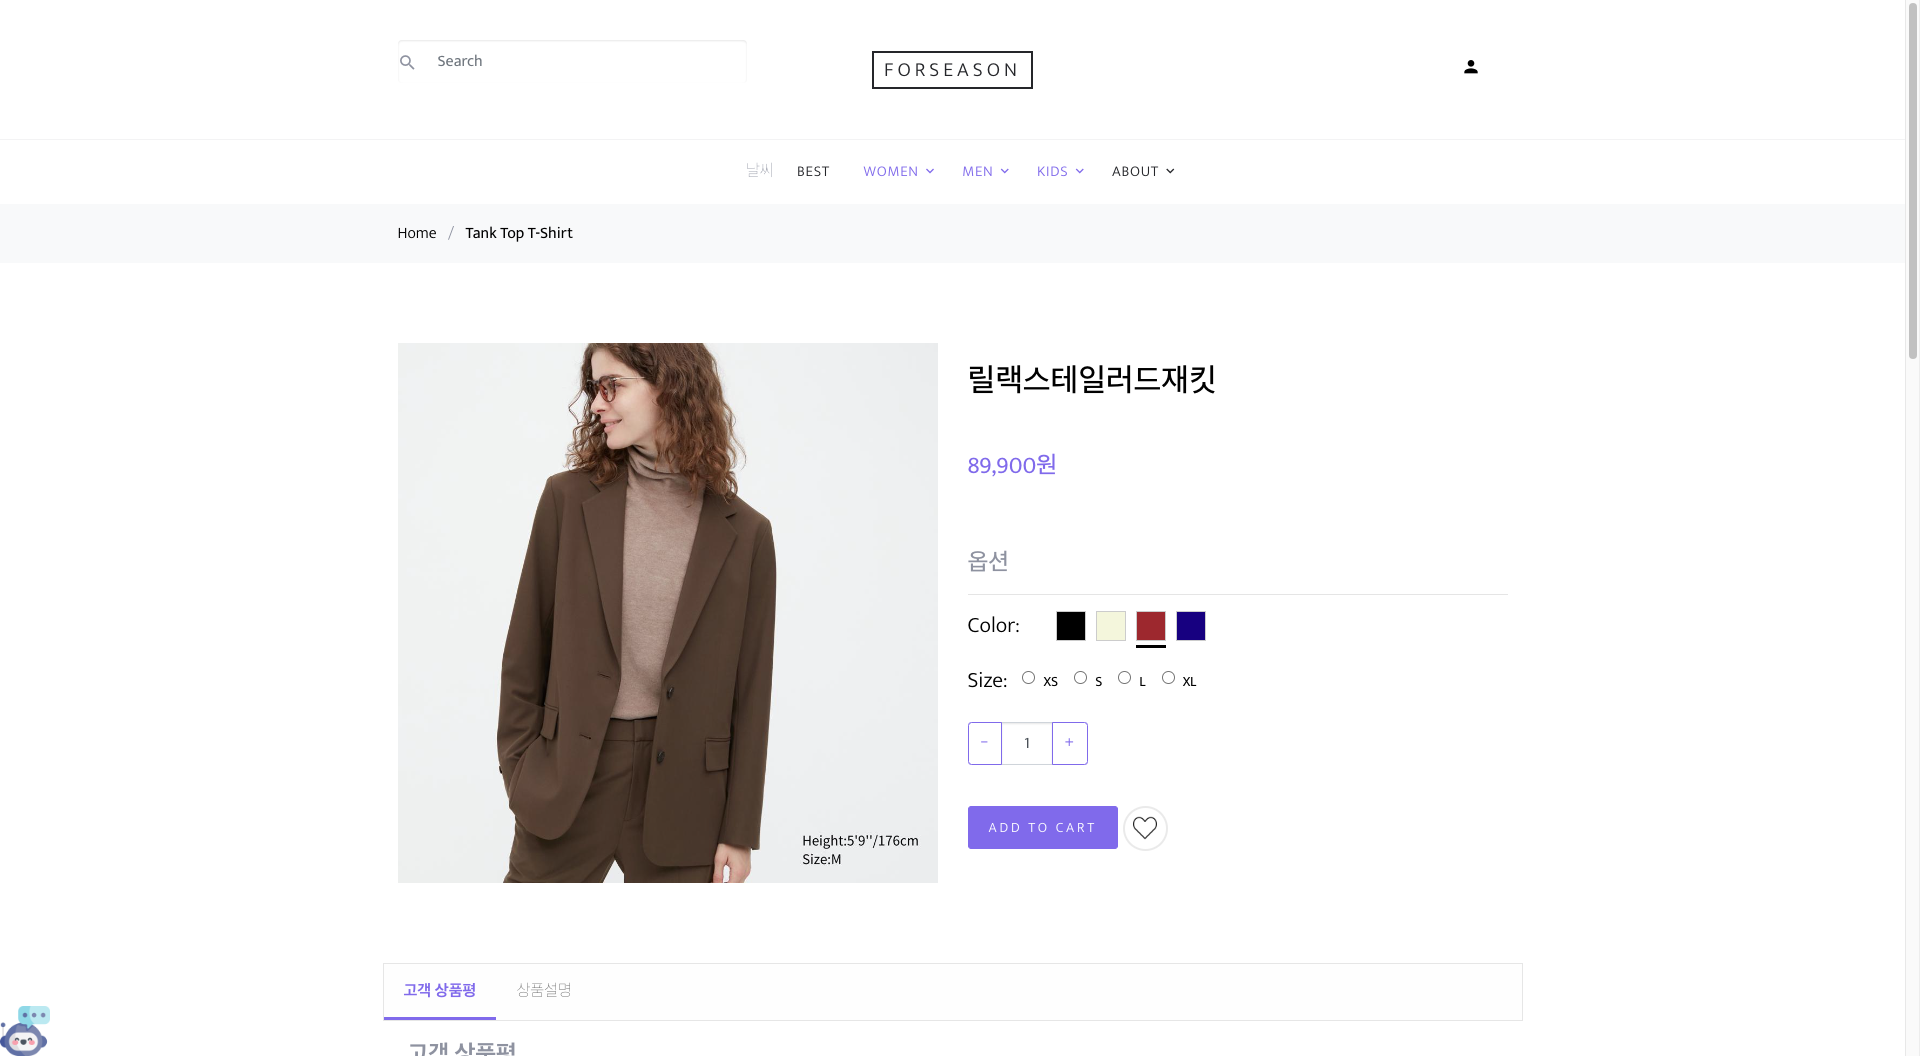 Search
FORSEASON
날씨 BEST WOMEN MEN KIDS ABOUT
Home / Tank Top T-Shirt
릴랙스테일러드재킷
89,900원
옵션
Color:
Size: XS S L XL
- 1 +
ADD TO CART
Height:5'9''/176cm
Size:M
고객 상품평 상품설명
고객 상품평